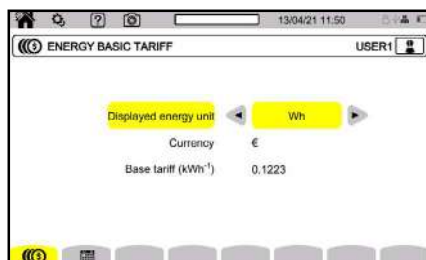 13/04/21 11:50
ENERGY BASIC TARIFF USER1
Displayed energy unit Wh
Currency €
Base tariff (kWh⁻¹) 0.1223